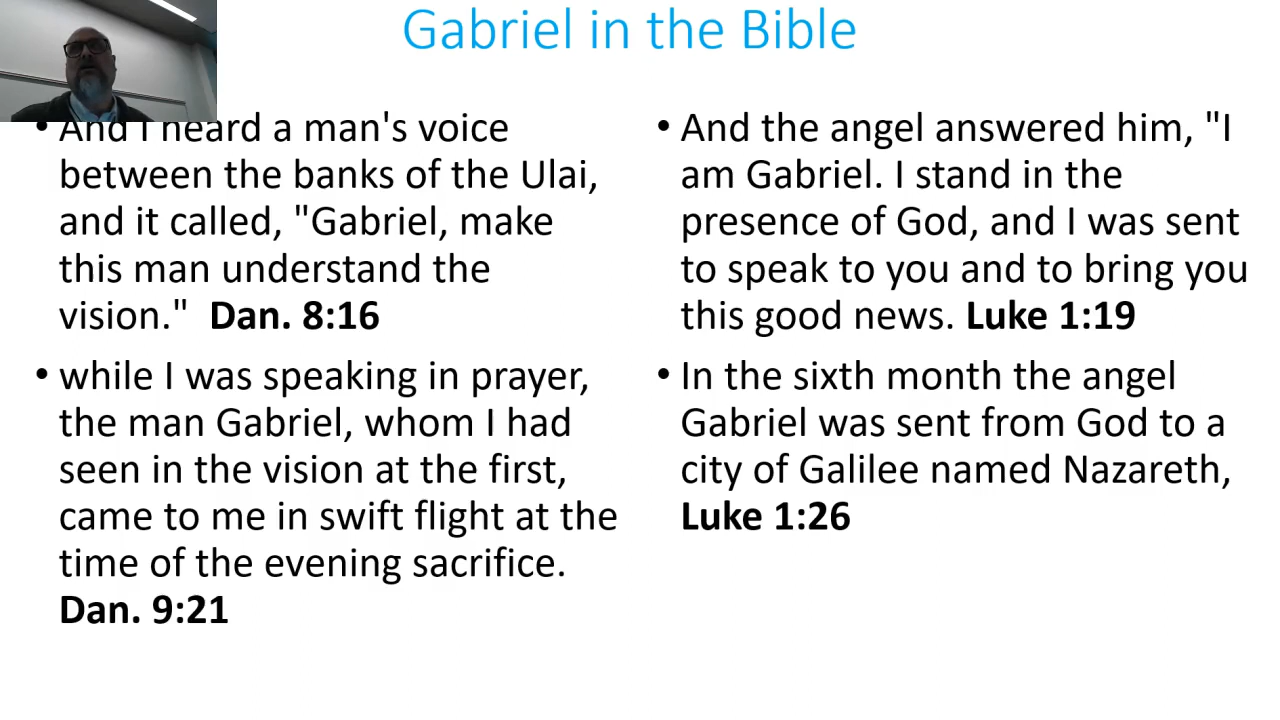 Gabriel in the Bible
• And I heard a man's voice
between the banks of the Ulai,
and it called, "Gabriel, make
this man understand the
vision."  Dan. 8:16
• while I was speaking in prayer,
the man Gabriel, whom I had
seen in the vision at the first,
came to me in swift flight at the
time of the evening sacrifice.
Dan. 9:21
• And the angel answered him, "I
am Gabriel. I stand in the
presence of God, and I was sent
to speak to you and to bring you
this good news. Luke 1:19
• In the sixth month the angel
Gabriel was sent from God to a
city of Galilee named Nazareth,
Luke 1:26